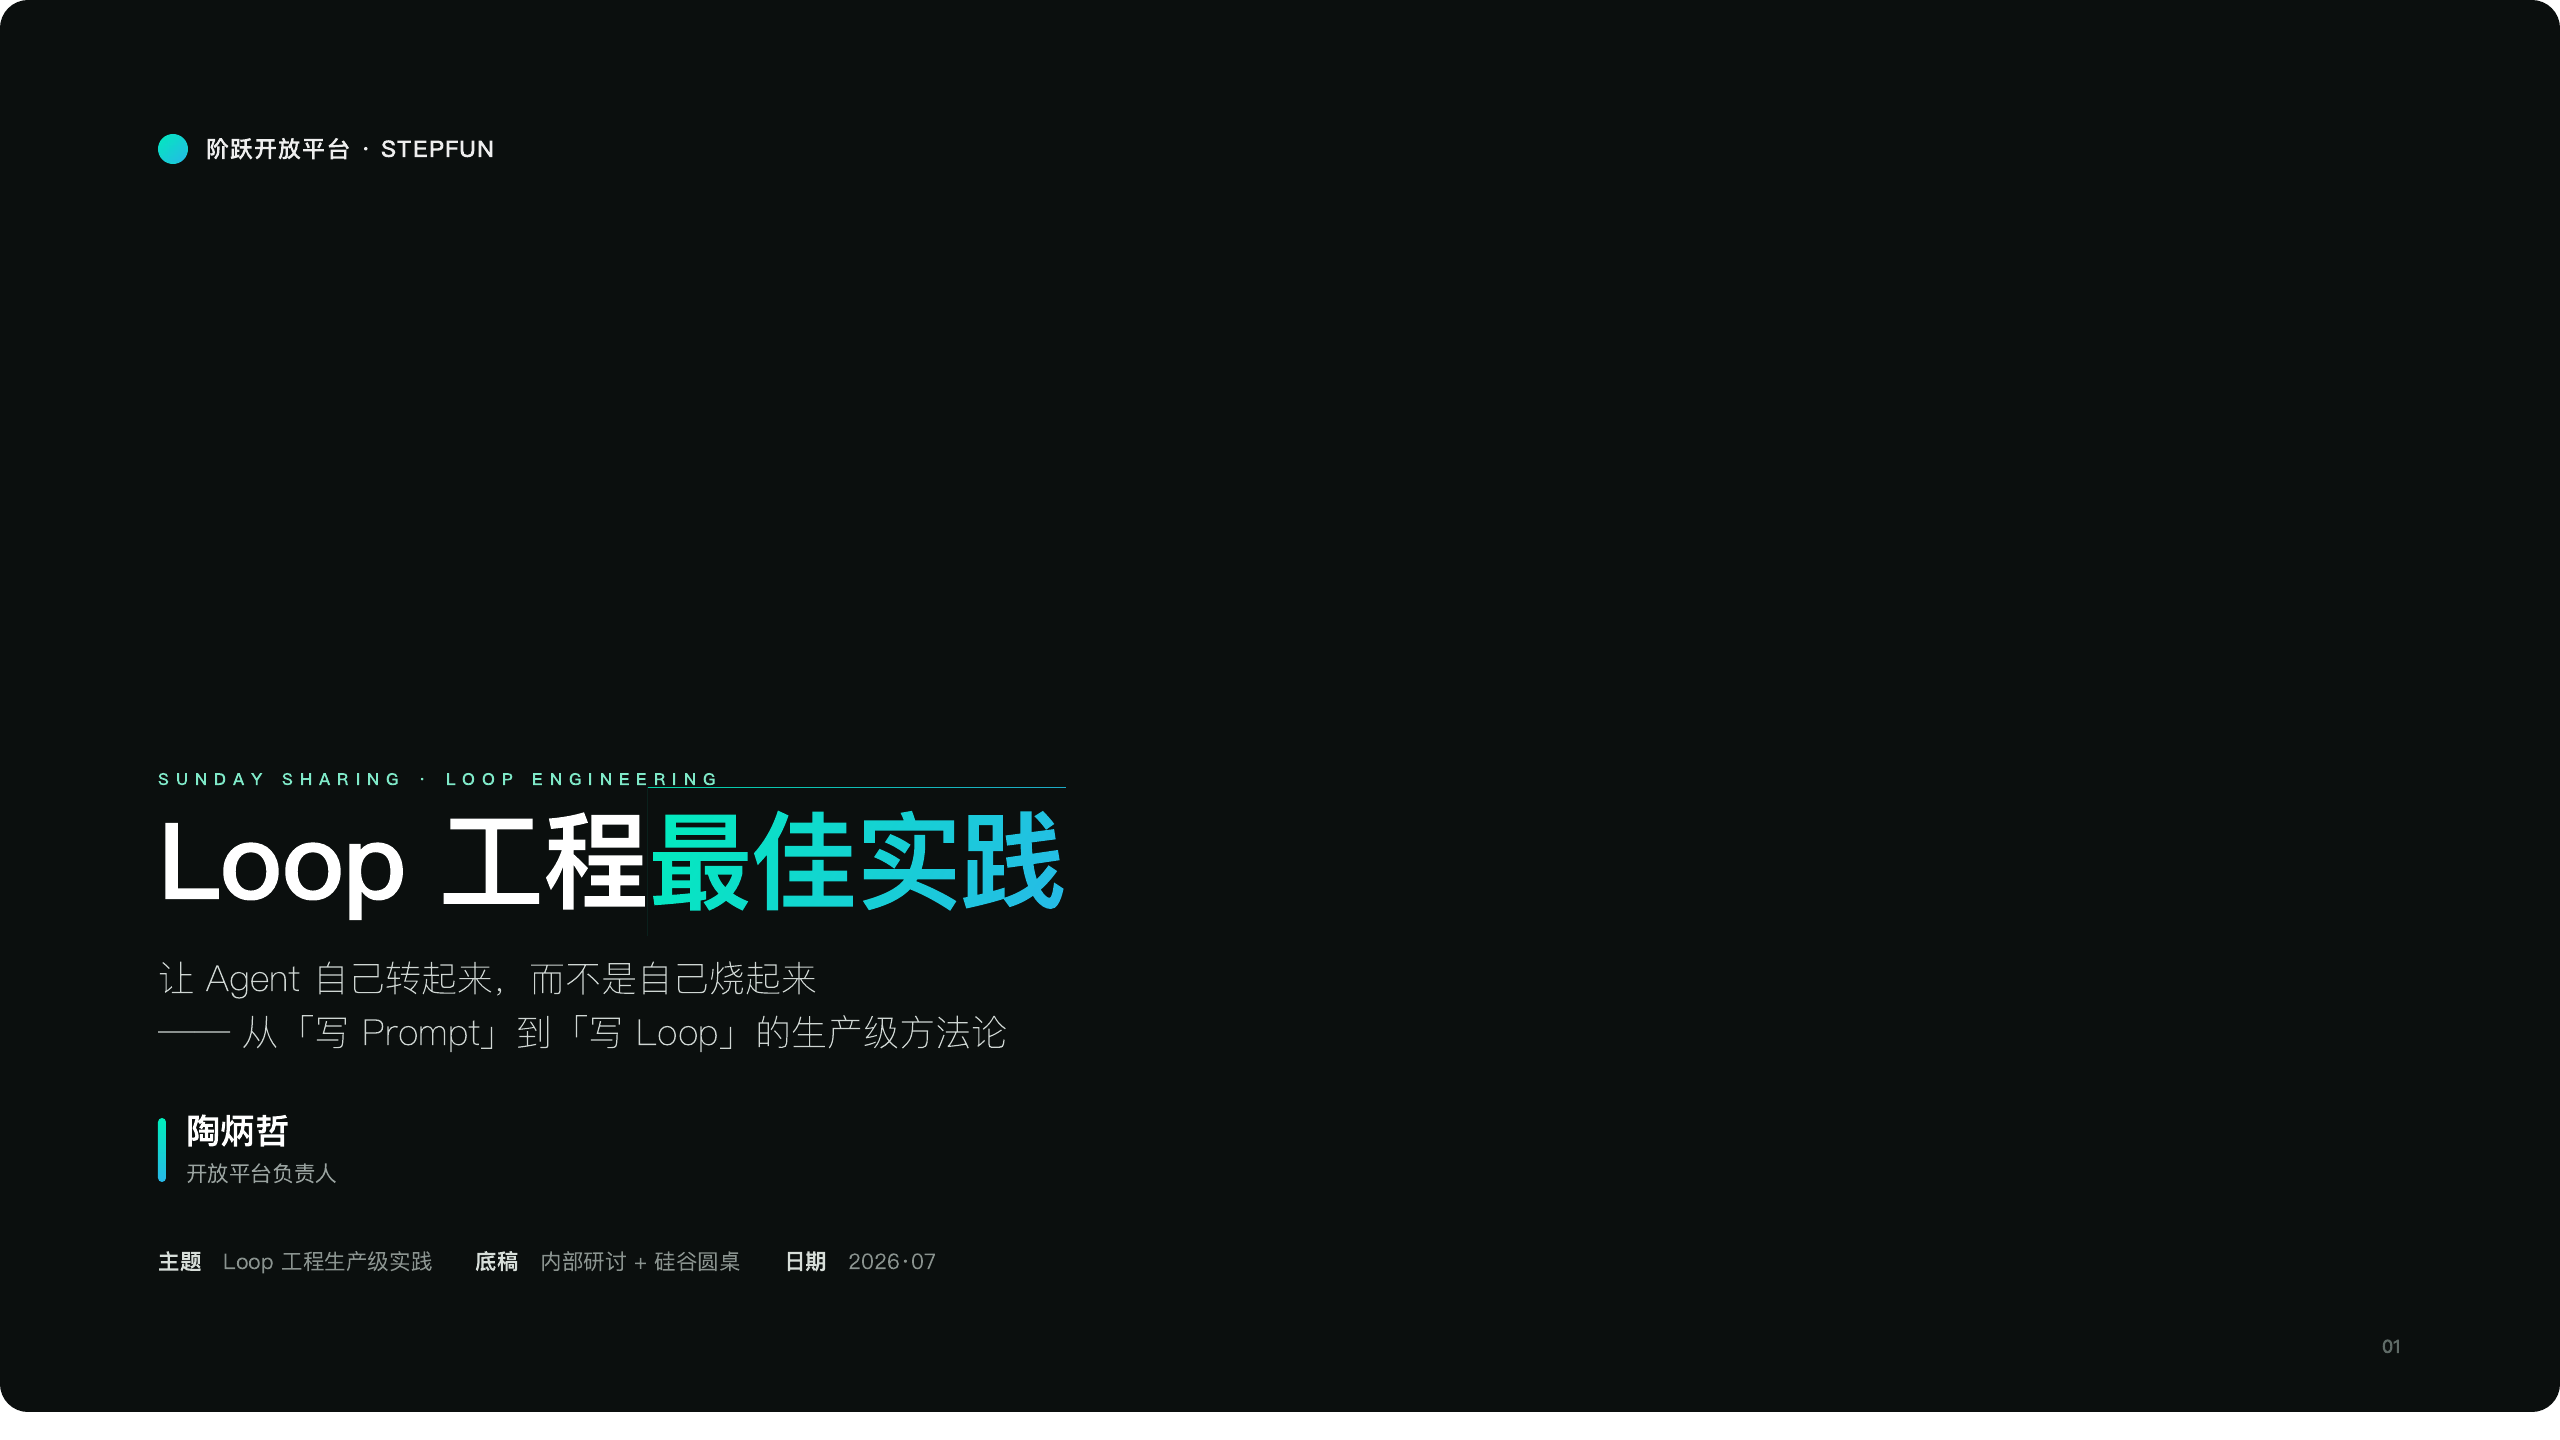 阶跃开放平台 · STEPFUN
SUNDAY SHARING · LOOP ENGINEERING
Loop 工程最佳实践
让 Agent 自己转起来，而不是自己烧起来
—— 从「写 Prompt」到「写 Loop」的生产级方法论
陶炳哲
开放平台负责人
主题 Loop 工程生产级实践 底稿 内部研讨 + 硅谷圆桌 日期 2026·07
01